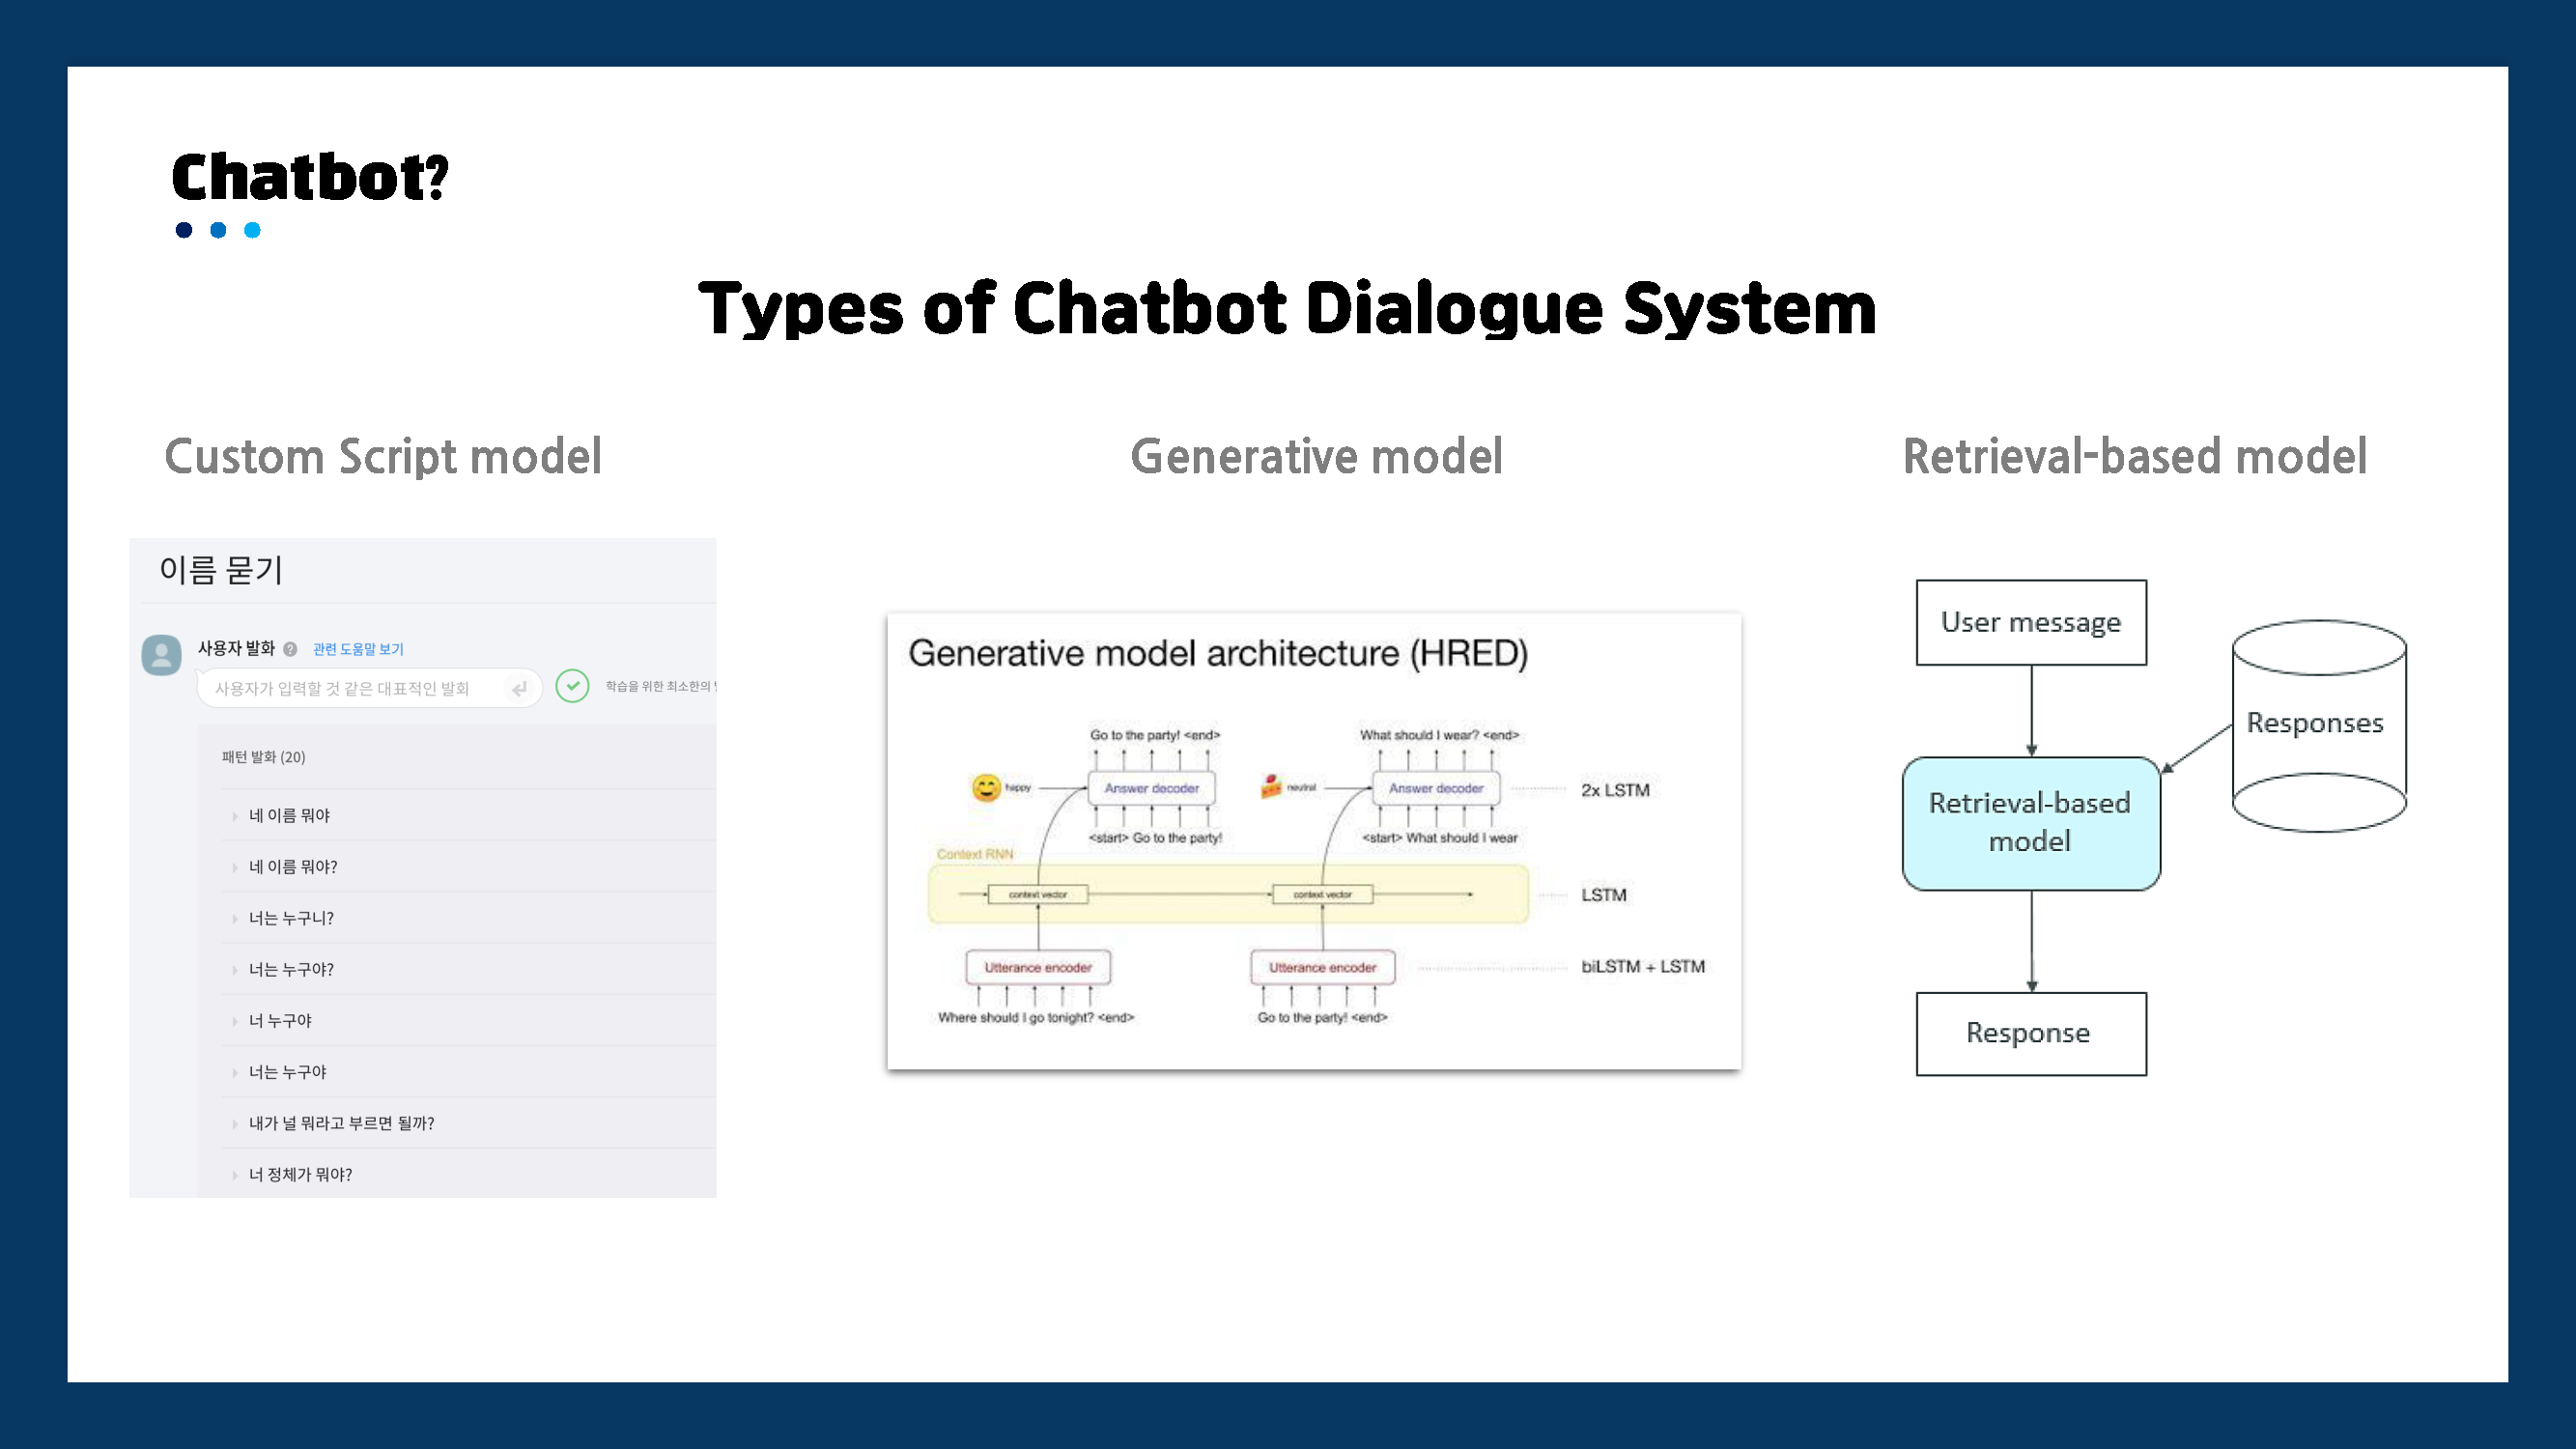 Chatbot?
Types of Chatbot Dialogue System
Custom Script model
이름 묻기
사용자 발화 ? 관련 도움말 보기
사용자가 입력할 것 같은 대표적인 발화
학습을 위한 최소한의
패턴 발화 (20)
네 이름 뭐야
네 이름 뭐야?
너는 누구니?
너는 누구야?
너 누구야
너는 누구야
내가 널 뭐라고 부르면 될까?
너 정체가 뭐야?
Generative model
Generative model architecture (HRED)
Go to the party! <end>
What should I wear? <end>
happy
Answer decoder
neutral
Answer decoder
2x LSTM
<start> Go to the party!
<start> What should I wear
Context RNN
context vector
context vector
LSTM
Utterance encoder
Utterance encoder
biLSTM + LSTM
Where should I go tonight? <end>
Go to the party! <end>
Retrieval-based model
User message
Responses
Retrieval-based
model
Response